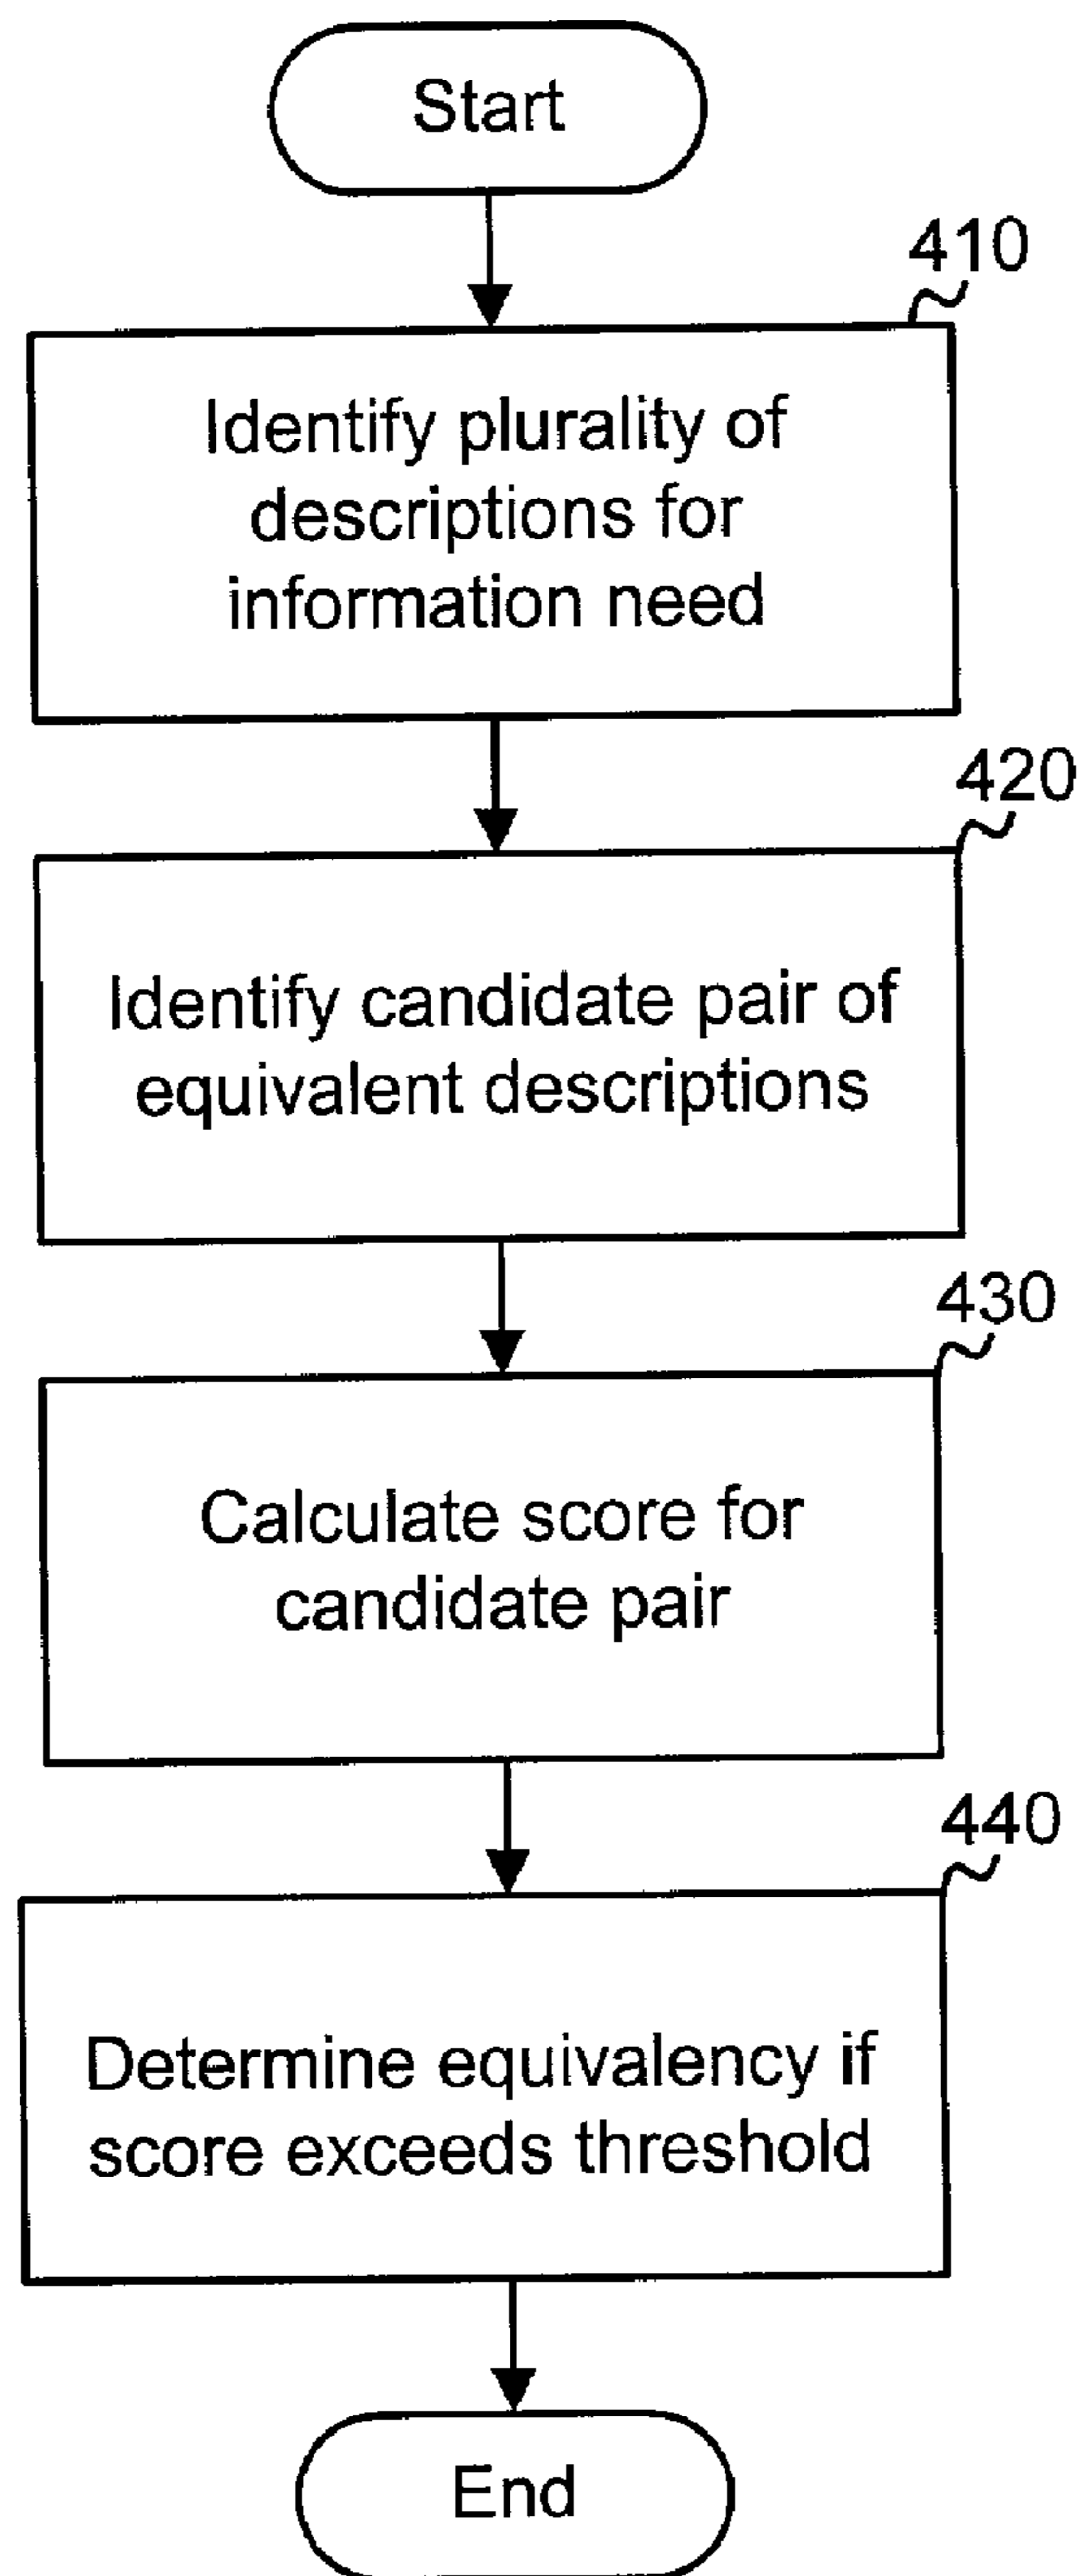 Start
410
Identify plurality of
descriptions for
information need
420
Identify candidate pair of
equivalent descriptions
430
Calculate score for
candidate pair
440
Determine equivalency if
score exceeds threshold
End